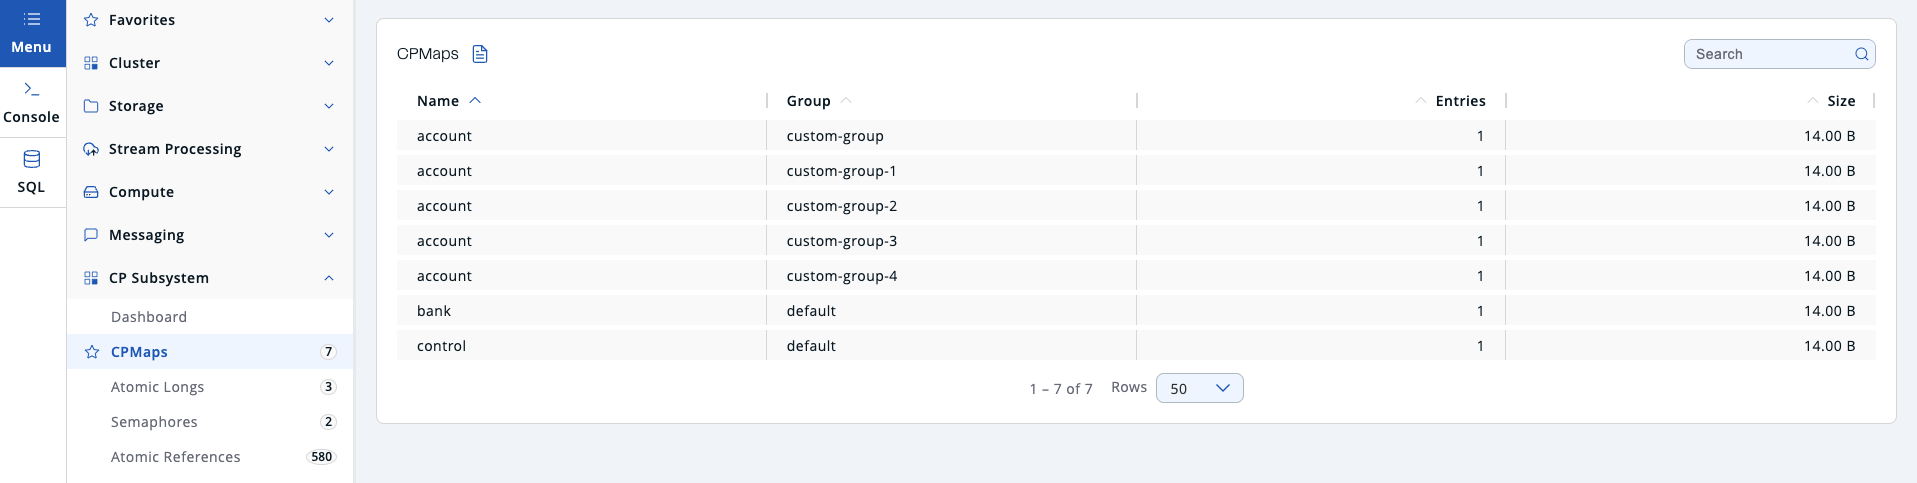 Menu
Console
SQL
Favorites
Cluster
Storage
Stream Processing
Compute
Messaging
CP Subsystem
Dashboard
CPMaps 7
Atomic Longs 3
Semaphores 2
Atomic References 580
CPMaps
Search
Name Group Entries Size
account custom-group 1 14.00 B
account custom-group-1 1 14.00 B
account custom-group-2 1 14.00 B
account custom-group-3 1 14.00 B
account custom-group-4 1 14.00 B
bank default 1 14.00 B
control default 1 14.00 B
1 – 7 of 7 Rows 50